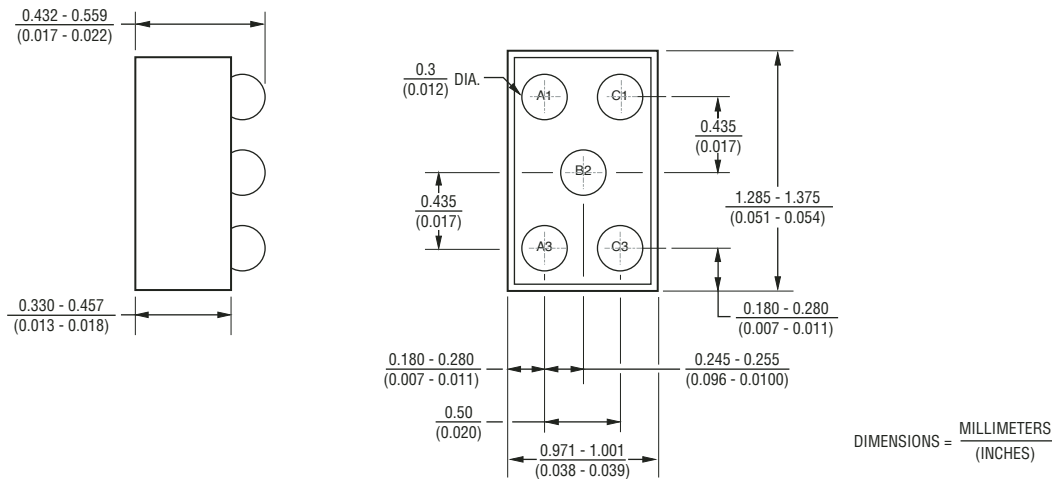 0.432 - 0.559
(0.017 - 0.022)
0.3
(0.012)
DIA.
A1
C1
0.435
(0.017)
B2
0.435
(0.017)
1.285 - 1.375
(0.051 - 0.054)
A3
C3
0.330 - 0.457
(0.013 - 0.018)
0.180 - 0.280
(0.007 - 0.011)
0.180 - 0.280
(0.007 - 0.011)
0.245 - 0.255
(0.096 - 0.0100)
0.50
(0.020)
0.971 - 1.001
(0.038 - 0.039)
DIMENSIONS = MILLIMETERS
(INCHES)